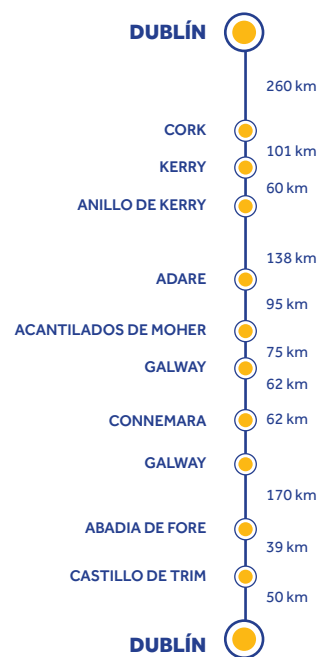 DUBLÍN
260 km
CORK
101 km
KERRY
60 km
ANILLO DE KERRY
138 km
ADARE
95 km
ACANTILADOS DE MOHER
75 km
GALWAY
62 km
CONNEMARA
62 km
GALWAY
170 km
ABADIA DE FORE
39 km
CASTILLO DE TRIM
50 km
DUBLÍN